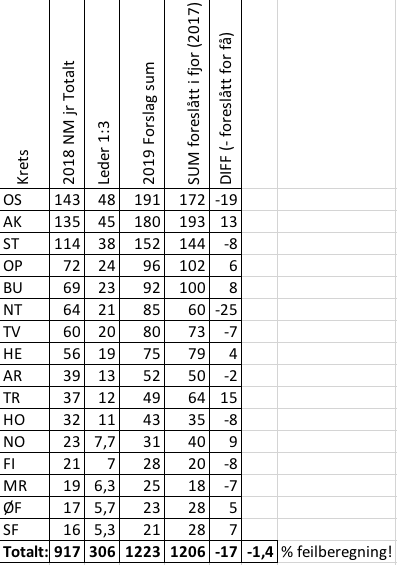 Krets 2018 NM jr Totalt Leder 1:3 2019 Forslag sum SUM foreslått i fjor (2017) DIFF (- foreslått for få)
OS 143 48 191 172 -19
AK 135 45 180 193 13
ST 114 38 152 144 -8
OP 72 24 96 102 6
BU 69 23 92 100 8
NT 64 21 85 60 -25
TV 60 20 80 73 -7
HE 56 19 75 79 4
AR 39 13 52 50 -2
TR 37 12 49 64 15
HO 32 11 43 35 -8
NO 23 7,7 31 40 9
FI 21 7 28 20 -8
MR 19 6,3 25 18 -7
ØF 17 5,7 23 28 5
SF 16 5,3 21 28 7
Totalt: 917 306 1223 1206 -17 -1,4 % feilberegning!